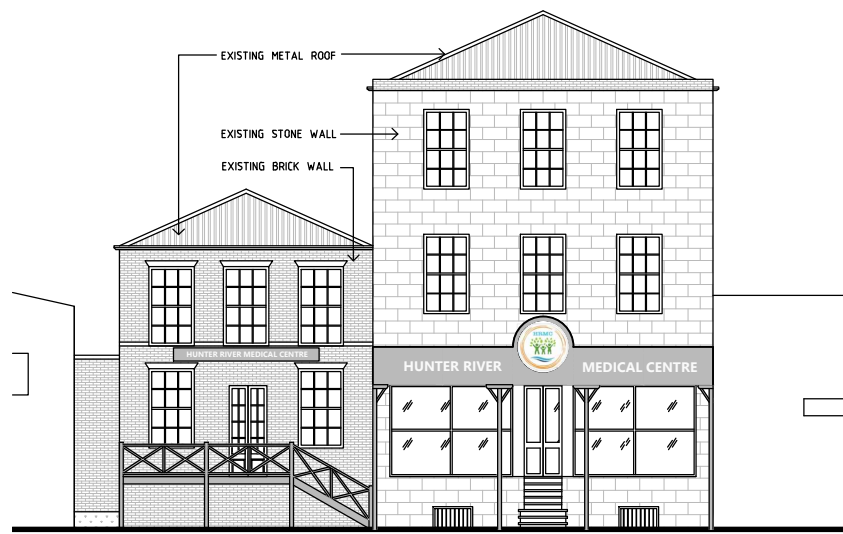 EXISTING METAL ROOF
EXISTING STONE WALL
EXISTING BRICK WALL
HUNTER RIVER MEDICAL CENTRE
HUNTER RIVER MEDICAL CENTRE